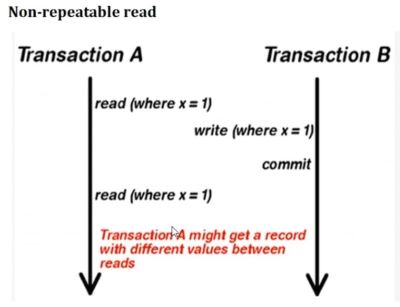 Non-repeatable read
Transaction A
Transaction B
read (where x = 1)
write (where x = 1)
commit
read (where x = 1)
Transaction A might get a record
with different values between
reads